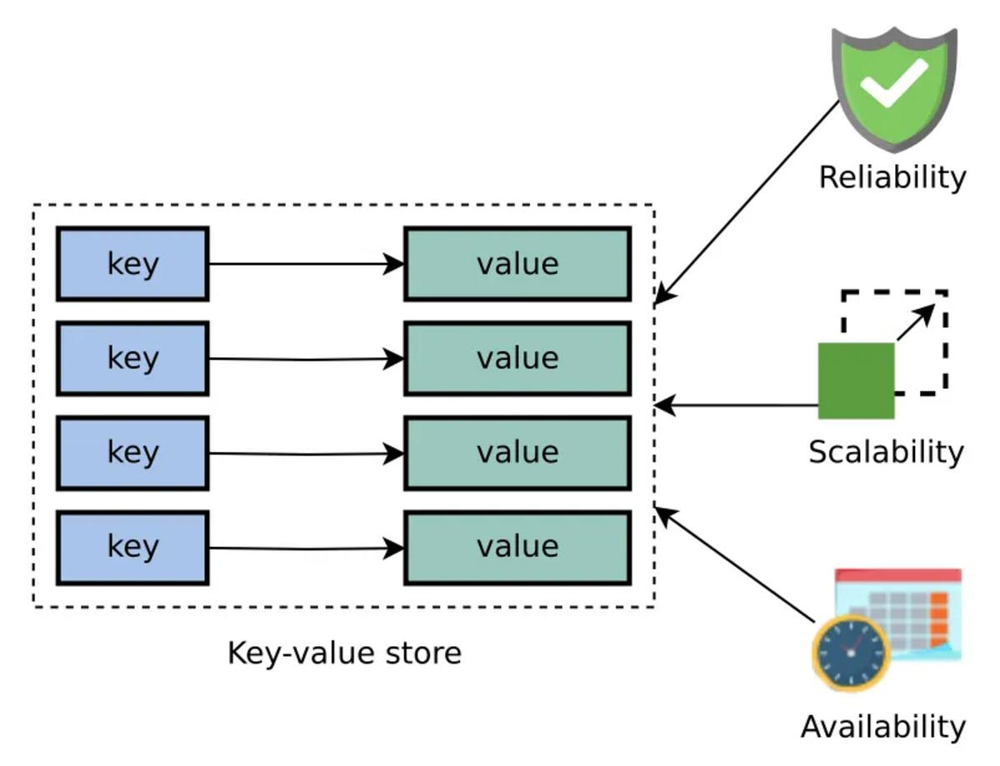 Reliability
key
value
key
value
Scalability
key
value
key
value
Key-value store
Availability